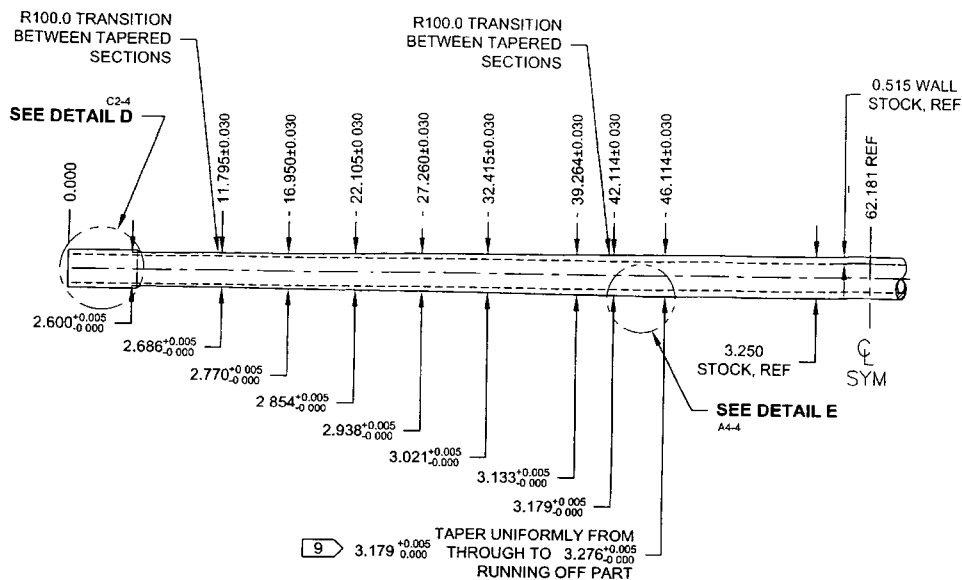 R100.0 TRANSITION
BETWEEN TAPERED
SECTIONS
R100.0 TRANSITION
BETWEEN TAPERED
SECTIONS
0.515 WALL
STOCK, REF
C2-4
SEE DETAIL D
0.000
11.795±0.030
16.950±0.030
22.105±0.030
27.260±0.030
32.415±0.030
39.264±0.030
42.114±0.030
46.114±0.030
62.181 REF
2.600+0.005 -0 000
2.686+0.005 -0 000
2.770+0.005 -0 000
2 854+0.005 -0 000
2.938+0.005 -0 000
3.021+0.005 -0.000
3.133+0.005 -0 000
3.179+0 005 -0 000
3.250
STOCK, REF
℄
SYM
SEE DETAIL E
A4-4
9 3.179 +0.005 0.000
TAPER UNIFORMLY FROM
THROUGH TO 3.276+0.005 -0 000
RUNNING OFF PART